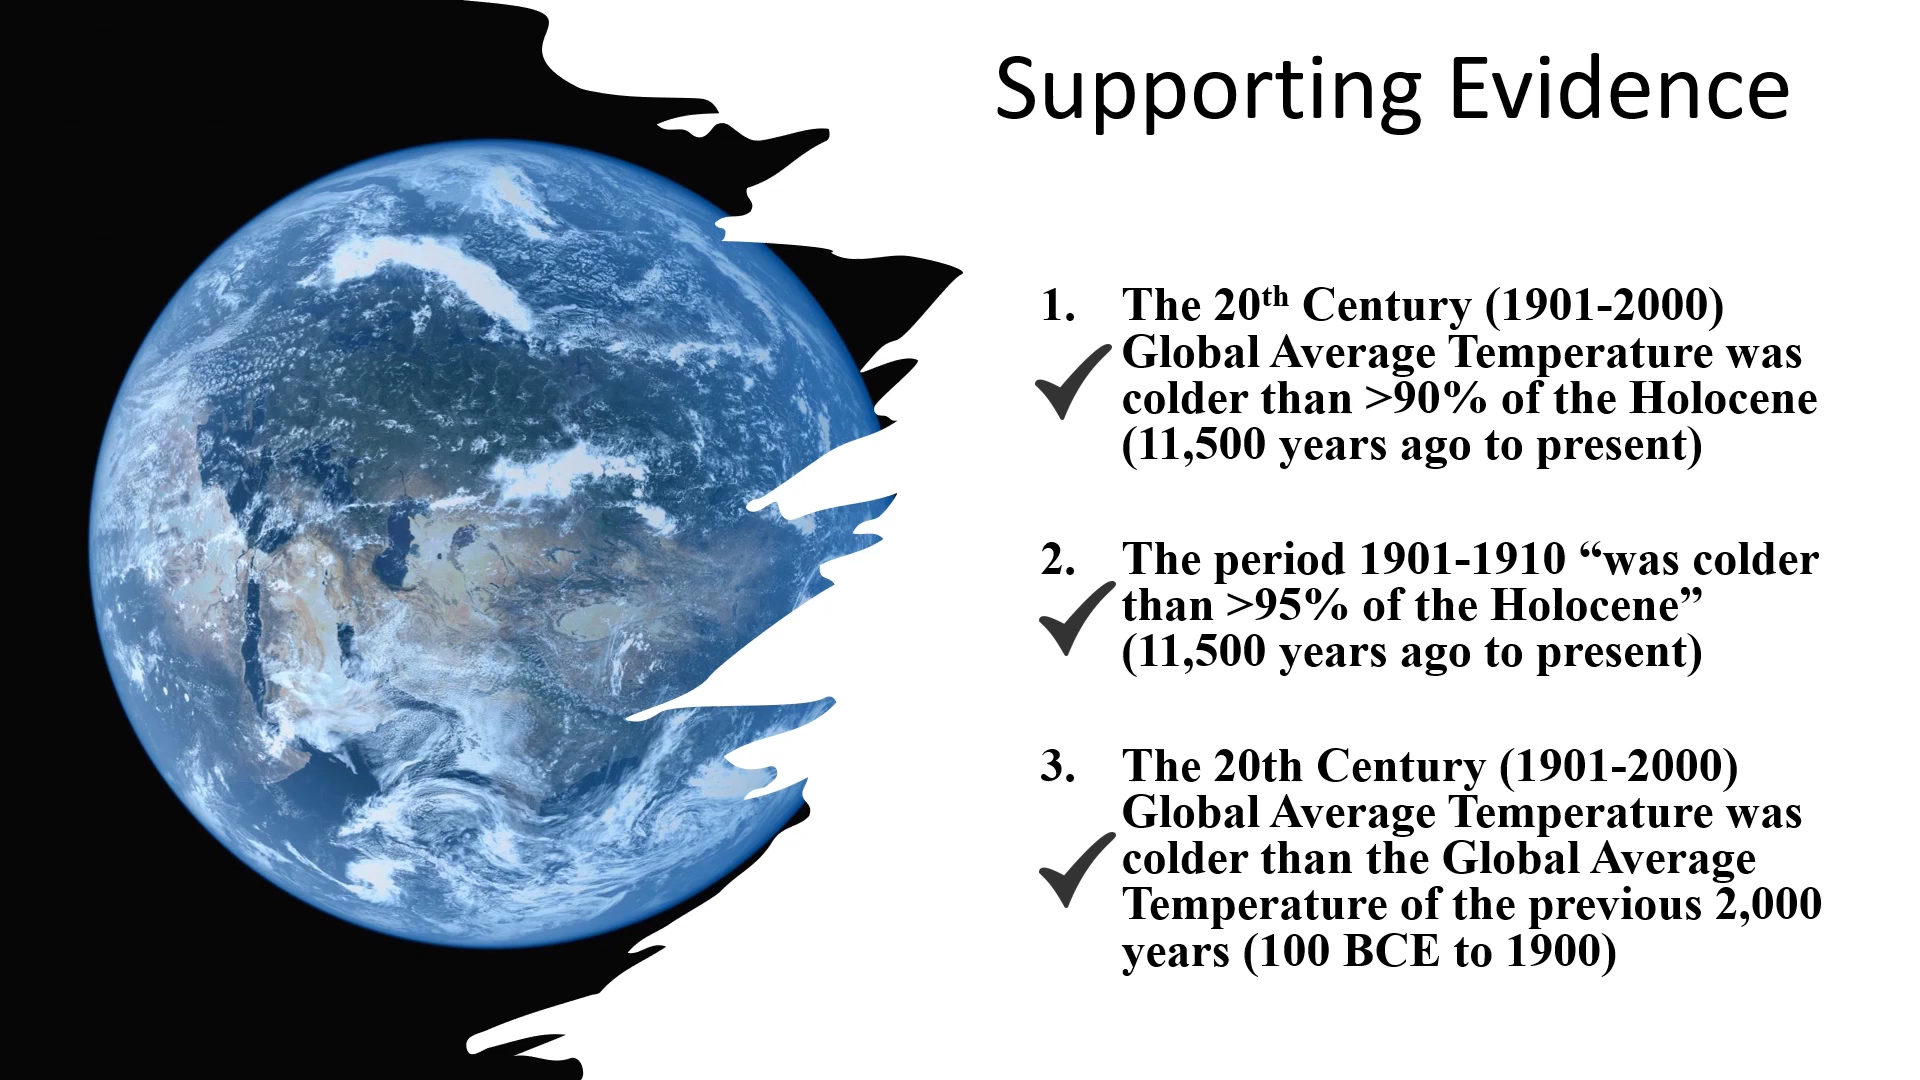 Supporting Evidence
1. The 20th Century (1901-2000)
Global Average Temperature was
colder than >90% of the Holocene
(11,500 years ago to present)
2. The period 1901-1910 “was colder
than >95% of the Holocene”
(11,500 years ago to present)
3. The 20th Century (1901-2000)
Global Average Temperature was
colder than the Global Average
Temperature of the previous 2,000
years (100 BCE to 1900)